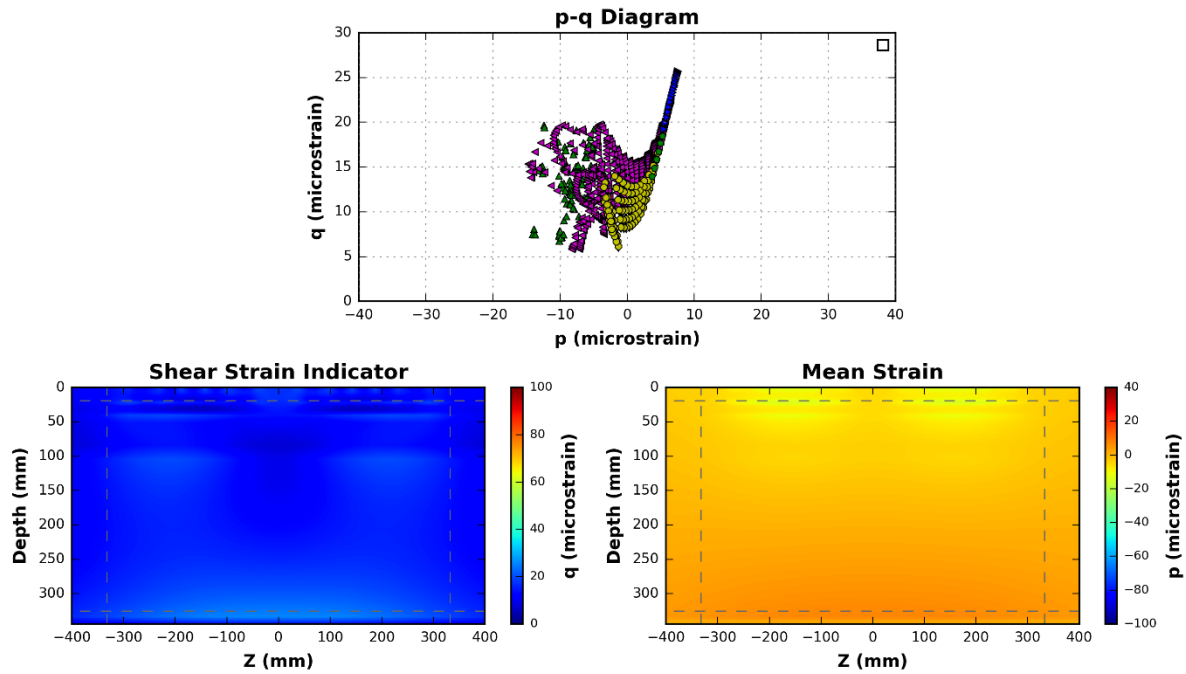 p-q Diagram
30
25
20
15
10
5
0
q (microstrain)
−40 −30 −20 −10 0 10 20 30 40
p (microstrain)
Shear Strain Indicator
0
50
100
150
200
250
300
Depth (mm)
−400 −300 −200 −100 0 100 200 300 400
Z (mm)
100
80
60
40
20
0
q (microstrain)
Mean Strain
0
50
100
150
200
250
300
Depth (mm)
−400 −300 −200 −100 0 100 200 300 400
Z (mm)
40
20
0
−20
−40
−60
−80
−100
p (microstrain)